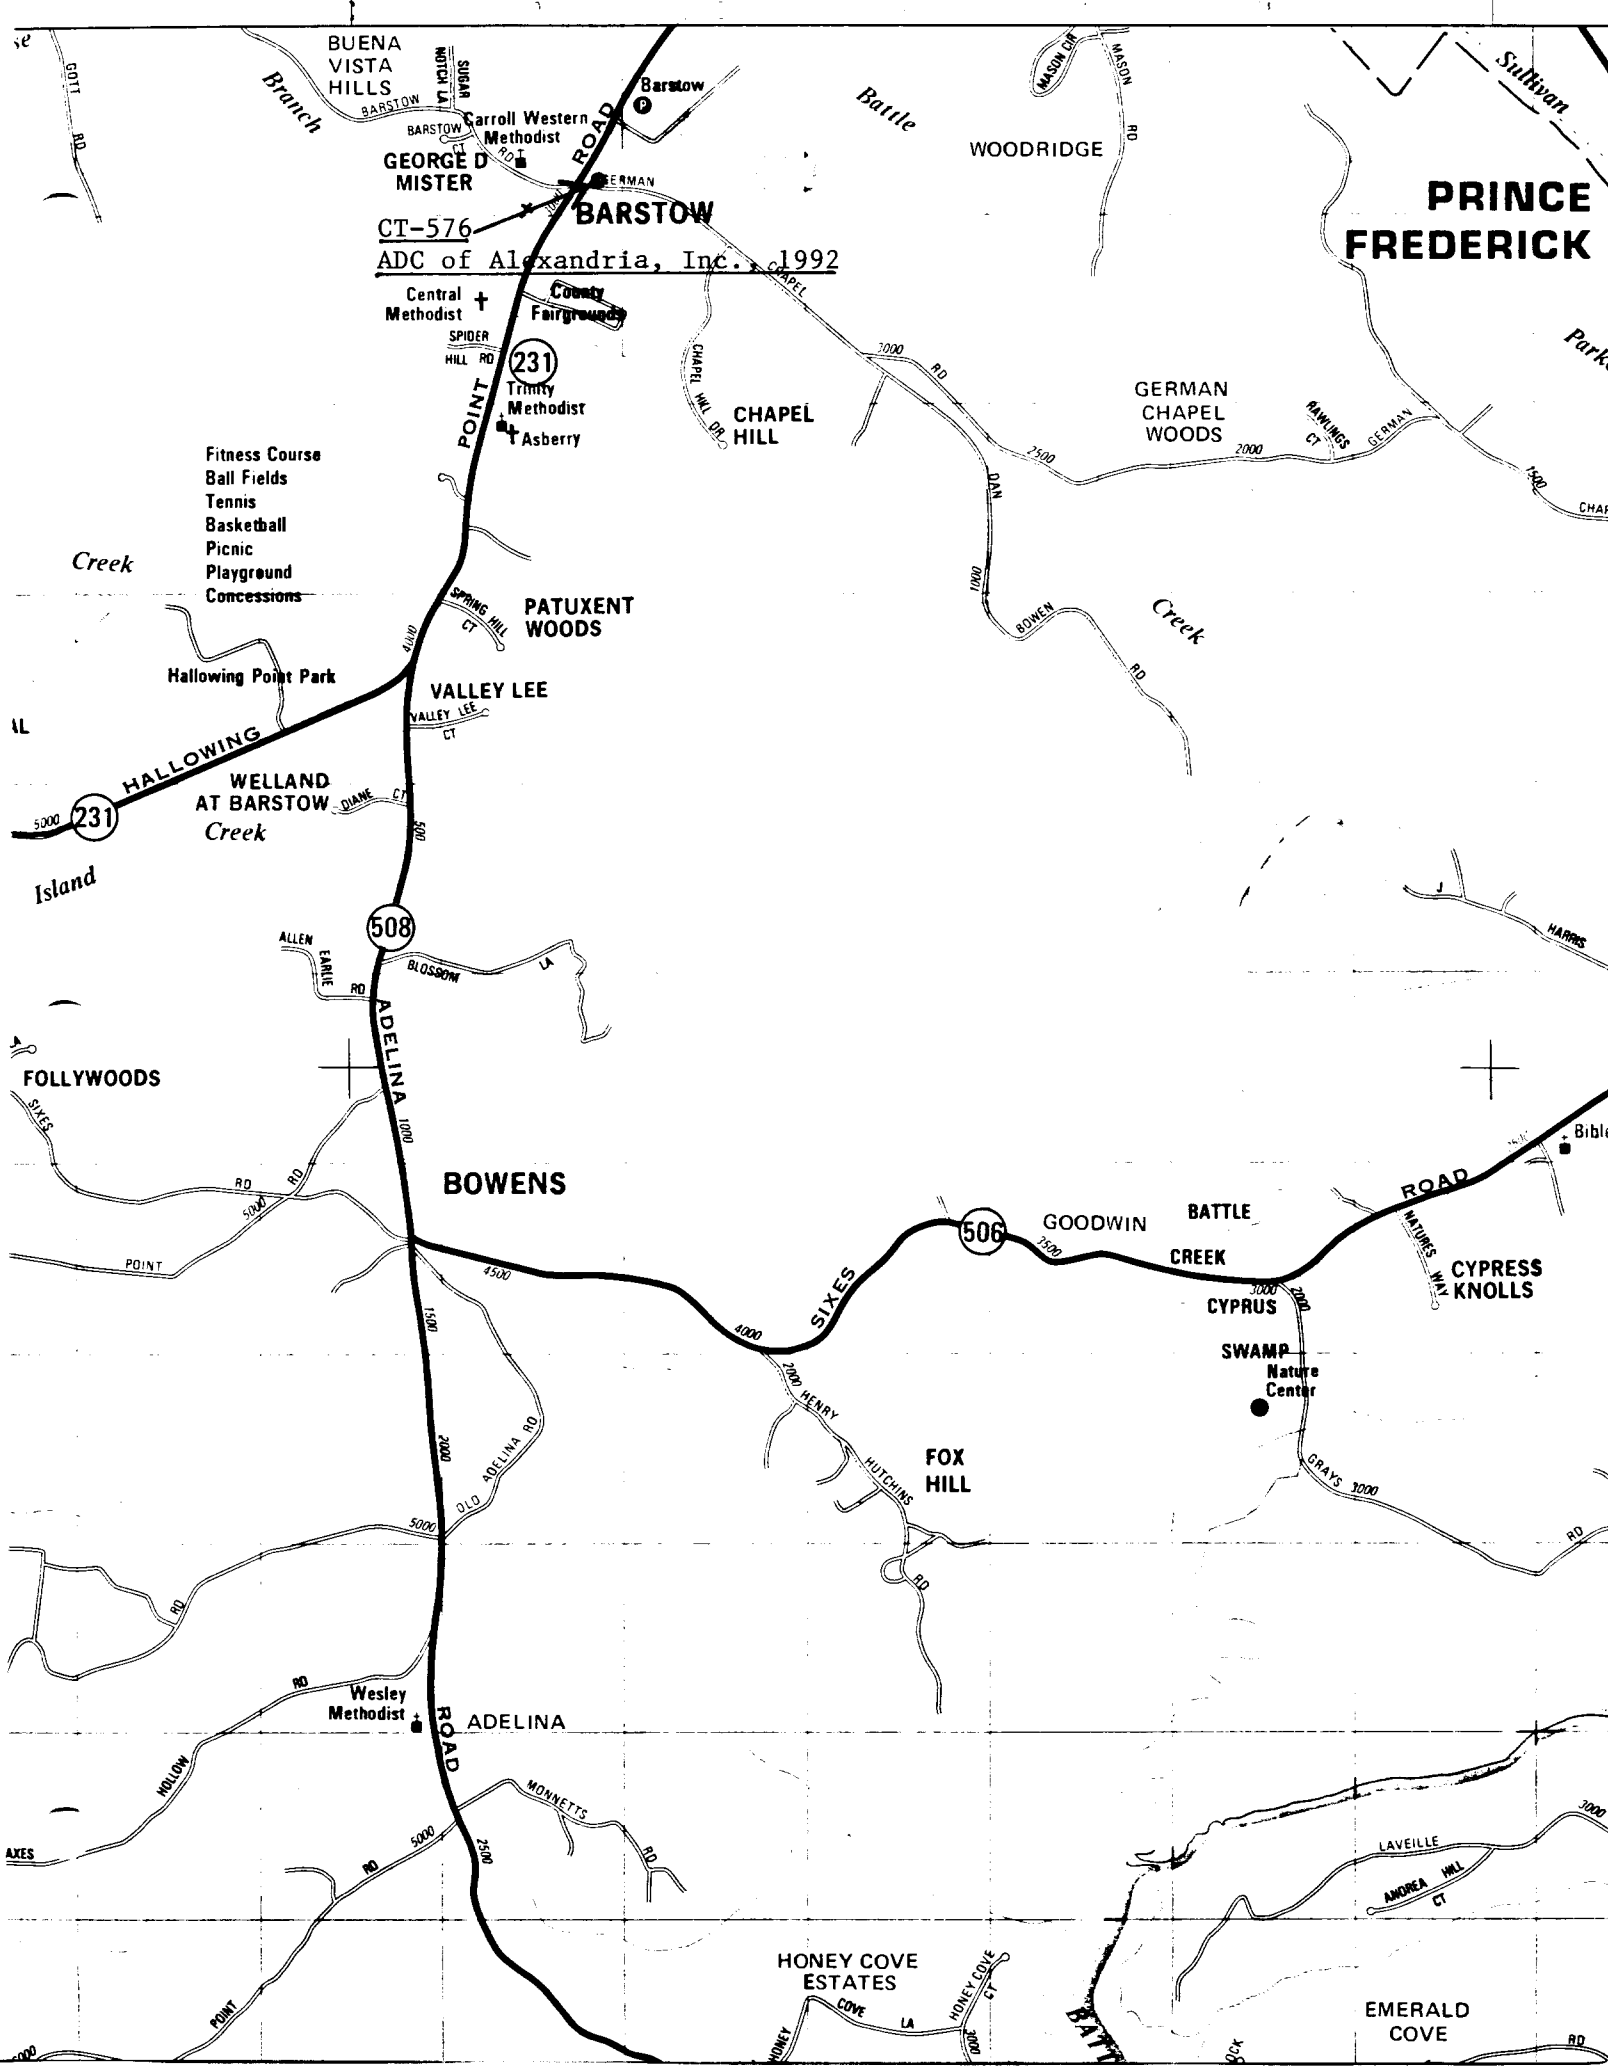 BUENA
VISTA
HILLS
GOTT
RD
SUGAR
NOTCH LA
Branch
BARSTOW
BARSTOW
CT
RD
Carroll Western
Methodist
GEORGE D
MISTER
Barstow
P
ROAD
GERMAN
BARSTOW
CT-576
ADC of Alexandria, Inc., 1992
Battle
MASON CIR
MASON
RD
WOODRIDGE
Sullivan
PRINCE
FREDERICK
Central
Methodist
County
Fairgrounds
SPIDER
HILL RD
231
POINT
Trinity
Methodist
Asberry
CHAPEL
CHAPEL HILL DR
CHAPEL
HILL
3000
RD
GERMAN
CHAPEL
WOODS
RAWLINGS
CT
GERMAN
2500
2000
1500
DAN
1000
BOWEN
RD
Creek
Fitness Course
Ball Fields
Tennis
Basketball
Picnic
Playground
Concessions
Creek
SPRING HILL
CT
PATUXENT
WOODS
4000
Hallowing Point Park
VALLEY LEE
VALLEY LEE
CT
HALLOWING
WELLAND
AT BARSTOW
DIANE CT
Creek
5000
231
500
Island
508
ALLEN
EARLIE
RD
BLOSSOM LA
J
HARRIS
ADELINA
FOLLYWOODS
SIXES
RD
RD
5000
POINT
1000
BOWENS
4500
4000
SIXES
506
GOODWIN
3500
BATTLE
CREEK
CYPRUS
SWAMP
Nature
Center
3000
2000
ROAD
NATURES
WAY
CYPRESS
KNOLLS
1500
2000
OLD ADELINA RD
5000
2000
HENRY
HUTCHINS
RD
FOX
HILL
GRAYS 3000
RD
RD
RD
HOLLOW
Wesley
Methodist
ROAD
ADELINA
MONNETTS
RD
5000
RD
2500
POINT
AXES
LAVEILLE
3000
ANDREA HILL
CT
HONEY COVE
ESTATES
HONEY
COVE
LA
HONEY COVE
CT
3000
EMERALD
COVE
RD